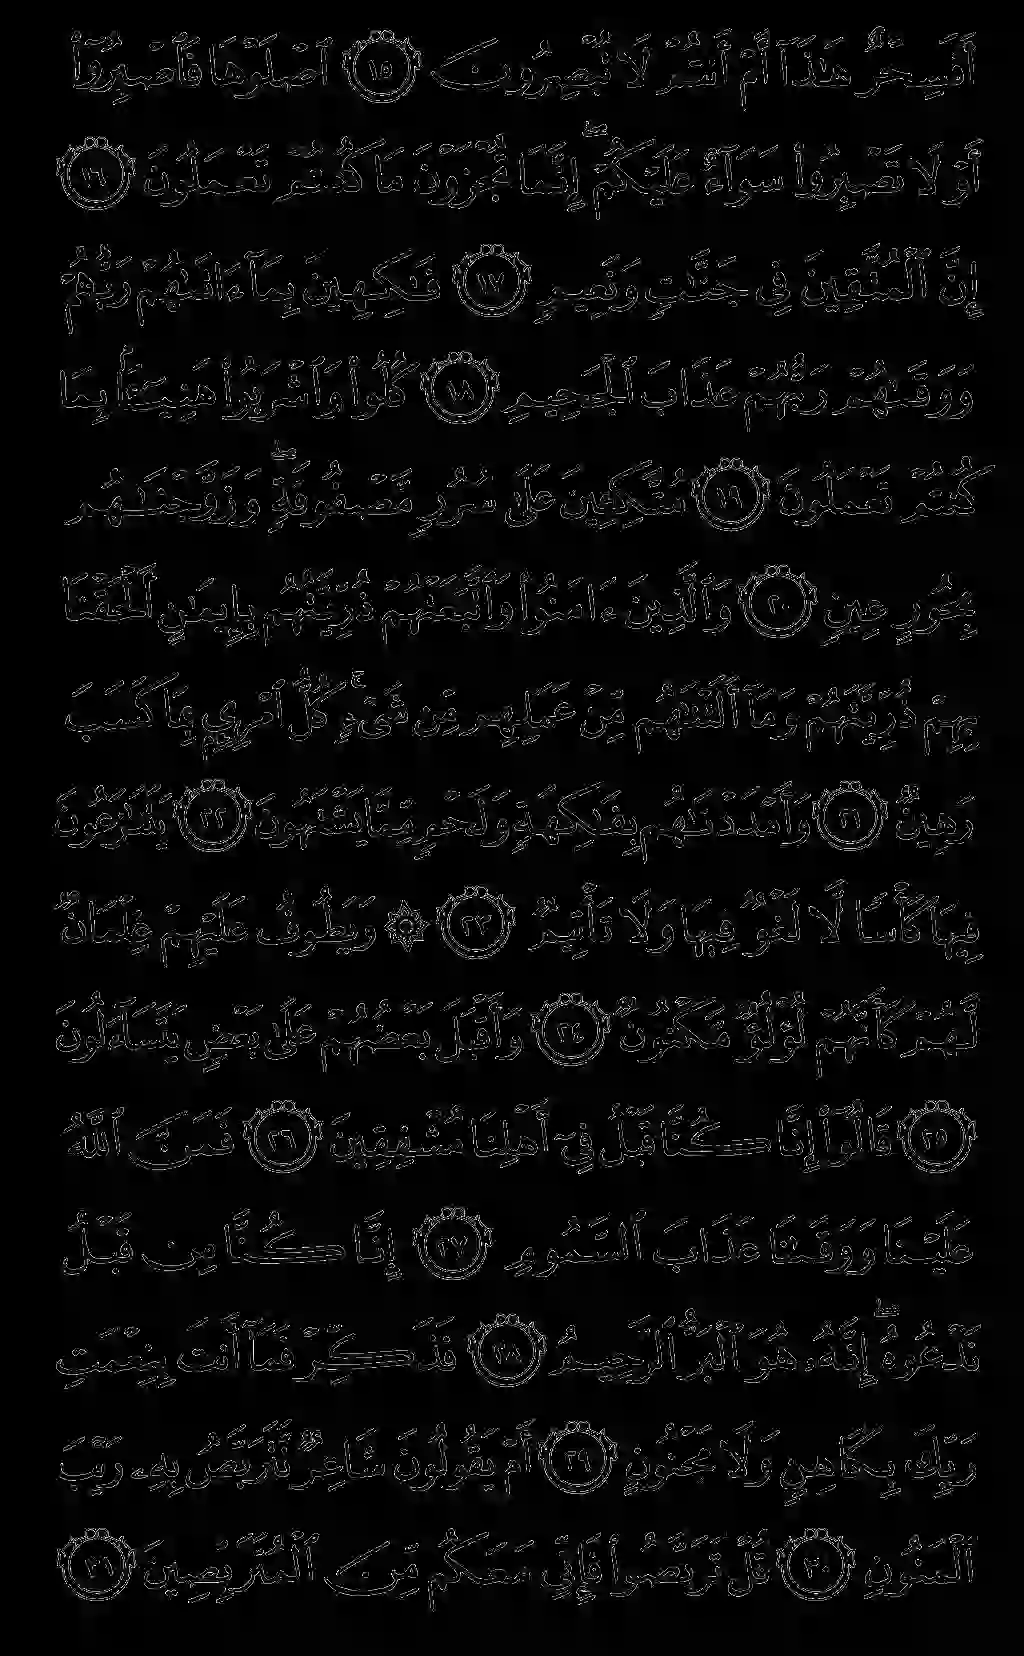 أَفَسِحْرٌ هَٰذَآ أَمْ أَنتُمْ لَا تُبْصِرُونَ ١٥ ٱصْلَوْهَا فَٱصْبِرُوٓا۟
أَوْ لَا تَصْبِرُوا۟ سَوَآءٌ عَلَيْكُمْ ۖ إِنَّمَا تُجْزَوْنَ مَا كُنتُمْ تَعْمَلُونَ ١٦
إِنَّ ٱلْمُتَّقِينَ فِى جَنَّٰتٍ وَنَعِيمٍ ١٧ فَٰكِهِينَ بِمَآ ءَاتَىٰهُمْ رَبُّهُمْ
وَوَقَىٰهُمْ رَبُّهُمْ عَذَابَ ٱلْجَحِيمِ ١٨ كُلُوا۟ وَٱشْرَبُوا۟ هَنِيٓـًٔۢا بِمَا
كُنتُمْ تَعْمَلُونَ ١٩ مُتَّكِـِٔينَ عَلَىٰ سُرُرٍ مَّصْفُوفَةٍ ۖ وَزَوَّجْنَٰهُم
بِحُورٍ عِينٍ ٢٠ وَٱلَّذِينَ ءَامَنُوا۟ وَٱتَّبَعَتْهُمْ ذُرِّيَّتُهُم بِإِيمَٰنٍ أَلْحَقْنَا
بِهِمْ ذُرِّيَّتَهُمْ وَمَآ أَلَتْنَٰهُم مِّنْ عَمَلِهِم مِّن شَىْءٍ ۚ كُلُّ ٱمْرِئٍۭ بِمَا كَسَبَ
رَهِينٌ ٢١ وَأَمْدَدْنَٰهُم بِفَٰكِهَةٍ وَلَحْمٍ مِّمَّا يَشْتَهُونَ ٢٢ يَتَنَٰزَعُونَ
فِيهَا كَأْسًا لَّا لَغْوٌ فِيهَا وَلَا تَأْثِيمٌ ٢٣ ۞ وَيَطُوفُ عَلَيْهِمْ غِلْمَانٌ
لَّهُمْ كَأَنَّهُمْ لُؤْلُؤٌ مَّكْنُونٌ ٢٤ وَأَقْبَلَ بَعْضُهُمْ عَلَىٰ بَعْضٍ يَتَسَآءَلُونَ
٢٥ قَالُوٓا۟ إِنَّا كُنَّا قَبْلُ فِىٓ أَهْلِنَا مُشْفِقِينَ ٢٦ فَمَنَّ ٱللَّهُ
عَلَيْنَا وَوَقَىٰنَا عَذَابَ ٱلسَّمُومِ ٢٧ إِنَّا كُنَّا مِن قَبْلُ
نَدْعُوهُ ۖ إِنَّهُۥ هُوَ ٱلْبَرُّ ٱلرَّحِيمُ ٢٨ فَذَكِّرْ فَمَآ أَنتَ بِنِعْمَتِ
رَبِّكَ بِكَاهِنٍ وَلَا مَجْنُونٍ ٢٩ أَمْ يَقُولُونَ شَاعِرٌ نَّتَرَبَّصُ بِهِۦ رَيْبَ
ٱلْمَنُونِ ٣٠ قُلْ تَرَبَّصُوا۟ فَإِنِّى مَعَكُم مِّنَ ٱلْمُتَرَبِّصِينَ ٣١